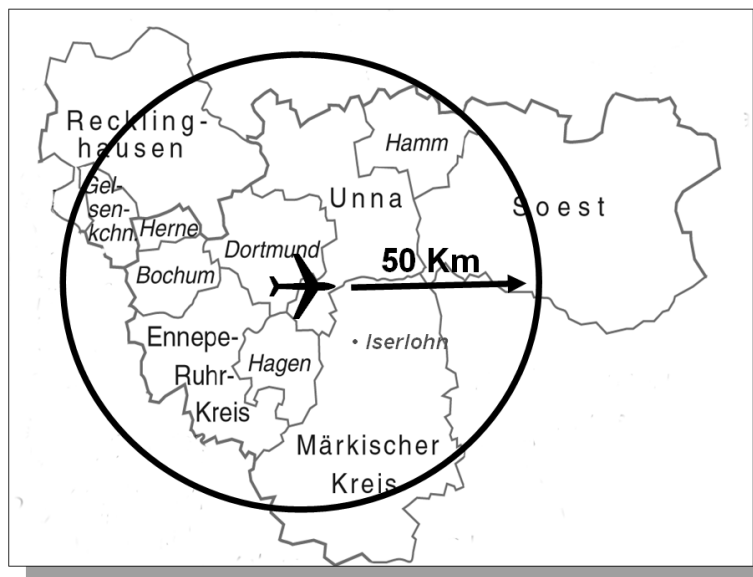 Reckling-
hausen
Hamm
Gel-
sen-
kchn.
Unna
Soest
Herne
Dortmund
50 Km
Bochum
Ennepe-
Ruhr-
Kreis
Iserlohn
Hagen
Märkischer
Kreis